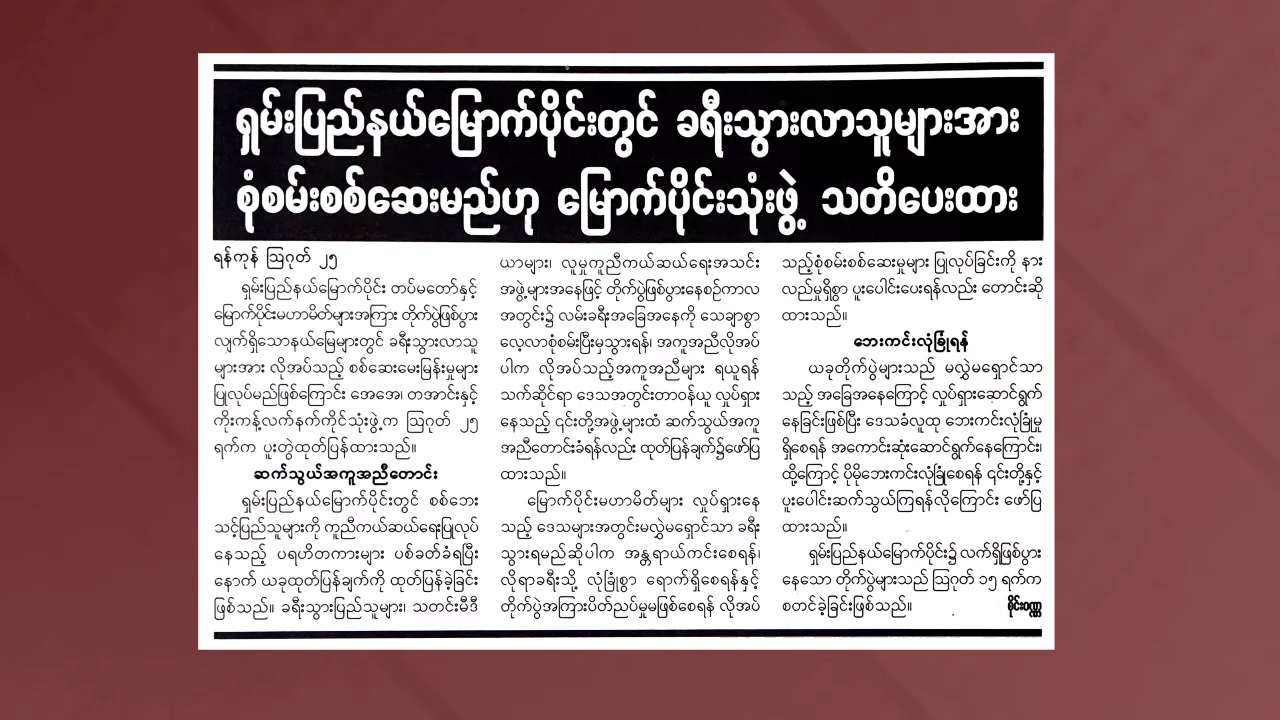 ရှမ်းပြည်နယ်မြောက်ပိုင်းတွင် ခရီးသွားလာသူများအား
စုံစမ်းစစ်ဆေးမည်ဟု မြောက်ပိုင်းသုံးဖွဲ့ သတိပေးထား
ရန်ကုန် ဩဂုတ် ၂၅
ရှမ်းပြည်နယ်မြောက်ပိုင်း တပ်မတော်နှင့်
မြောက်ပိုင်းမဟာမိတ်များအကြား တိုက်ပွဲဖြစ်ပွား
လျက်ရှိသောနယ်မြေများတွင် ခရီးသွားလာသူ
များအား လိုအပ်သည့် စစ်ဆေးမေးမြန်းမှုများ
ပြုလုပ်မည်ဖြစ်ကြောင်း အေအေ၊ တအာင်းနှင့်
ကိုးကန့်လက်နက်ကိုင်သုံးဖွဲ့က ဩဂုတ် ၂၅
ရက်က ပူးတွဲထုတ်ပြန်ထားသည်။
ဆက်သွယ်အကူအညီတောင်း
ရှမ်းပြည်နယ်မြောက်ပိုင်းတွင် စစ်ဘေး
သင့်ပြည်သူများကို ကူညီကယ်ဆယ်ရေးပြုလုပ်
နေသည့် ပရဟိတကားများ ပစ်ခတ်ခံရပြီး
နောက် ယခုထုတ်ပြန်ချက်ကို ထုတ်ပြန်ခဲ့ခြင်း
ဖြစ်သည်။ ခရီးသွားပြည်သူများ၊ သတင်းမီဒီ
ယာများ၊ လူမှုကူညီကယ်ဆယ်ရေးအသင်း
အဖွဲ့များအနေဖြင့် တိုက်ပွဲဖြစ်ပွားနေစဉ်ကာလ
အတွင်း၌ လမ်းခရီးအခြေအနေကို သေချာစွာ
လေ့လာစုံစမ်းပြီးမှသွားရန်၊ အကူအညီလိုအပ်
ပါက လိုအပ်သည့်အကူအညီများ ရယူရန်
သက်ဆိုင်ရာ ဒေသအတွင်းတာဝန်ယူ လှုပ်ရှား
နေသည့် ၎င်းတို့အဖွဲ့များထံ ဆက်သွယ်အကူ
အညီတောင်းခံရန်လည်း ထုတ်ပြန်ချက်၌ဖော်ပြ
ထားသည်။
မြောက်ပိုင်းမဟာမိတ်များ လှုပ်ရှားနေ
သည့် ဒေသများအတွင်းမလွှဲမရှောင်သာ ခရီး
သွားရမည်ဆိုပါက အန္တရာယ်ကင်းစေရန်၊
လိုရာခရီးသို့ လုံခြုံစွာ ရောက်ရှိစေရန်နှင့်
တိုက်ပွဲအကြားပိတ်ညပ်မှုမဖြစ်စေရန် လိုအပ်
သည့်စုံစမ်းစစ်ဆေးမှုများ ပြုလုပ်ခြင်းကို နား
လည်မှုရှိစွာ ပူးပေါင်းပေးရန်လည်း တောင်းဆို
ထားသည်။
ဘေးကင်းလုံခြုံရန်
ယခုတိုက်ပွဲများသည် မလွှဲမရှောင်သာ
သည့် အခြေအနေကြောင့် လှုပ်ရှားဆောင်ရွက်
နေခြင်းဖြစ်ပြီး ဒေသခံလူထု ဘေးကင်းလုံခြုံမှု
ရှိစေရန် အကောင်းဆုံးဆောင်ရွက်နေကြောင်း၊
ထို့ကြောင့် ပိုမိုဘေးကင်းလုံခြုံစေရန် ၎င်းတို့နှင့်
ပူးပေါင်းဆက်သွယ်ကြရန်လိုကြောင်း ဖော်ပြ
ထားသည်။
ရှမ်းပြည်နယ်မြောက်ပိုင်း၌ လက်ရှိဖြစ်ပွား
နေသော တိုက်ပွဲများသည် ဩဂုတ် ၁၅ ရက်က
စတင်ခဲ့ခြင်းဖြစ်သည်။ စိုင်းဝဏ္ဏ